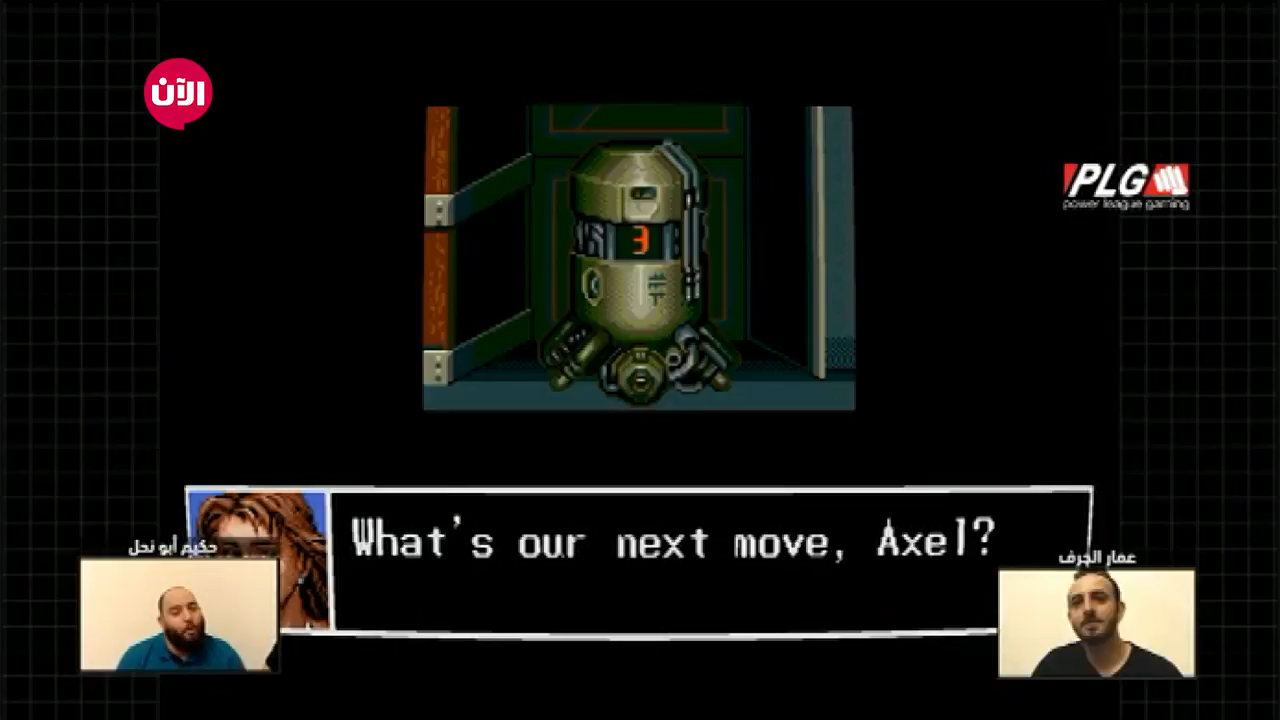 الآن
PLG
power league gaming
3
What's our next move, Axel?
حكيم أبو نحل
عمار الجرف